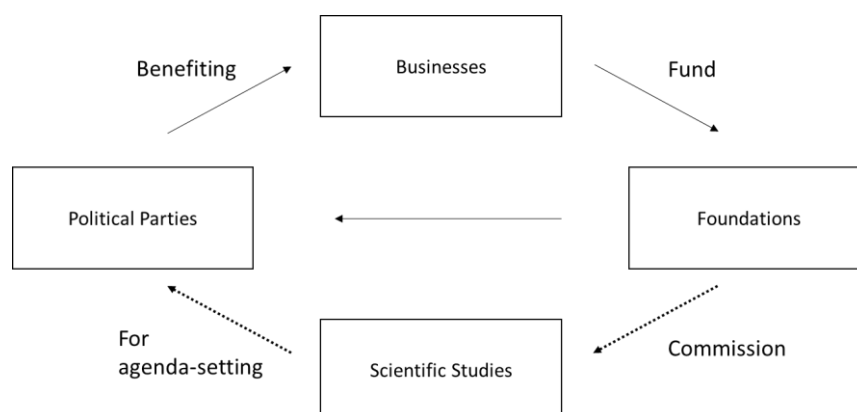 Benefiting
Businesses
Fund
Political Parties
Foundations
For
agenda-setting
Scientific Studies
Commission